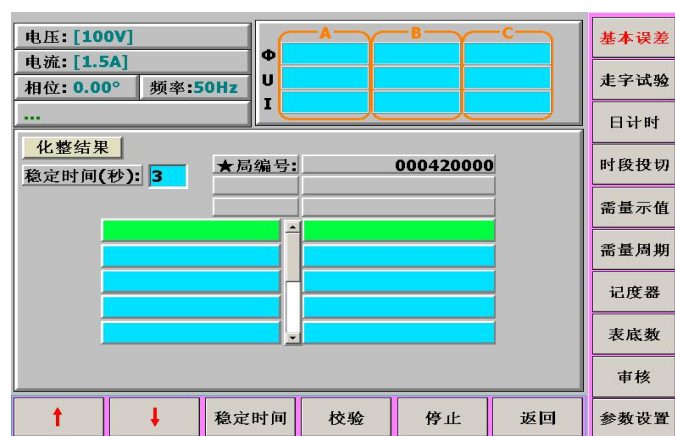 电压: [100V]
电流: [1.5A]
相位: 0.00° 频率:50Hz
...
A B C
Φ
U
I
化整结果
稳定时间(秒): 3
★局编号: 000420000
基本误差
走字试验
日计时
时段投切
需量示值
需量周期
记度器
表底数
审核
参数设置
↑ ↓ 稳定时间 校验 停止 返回